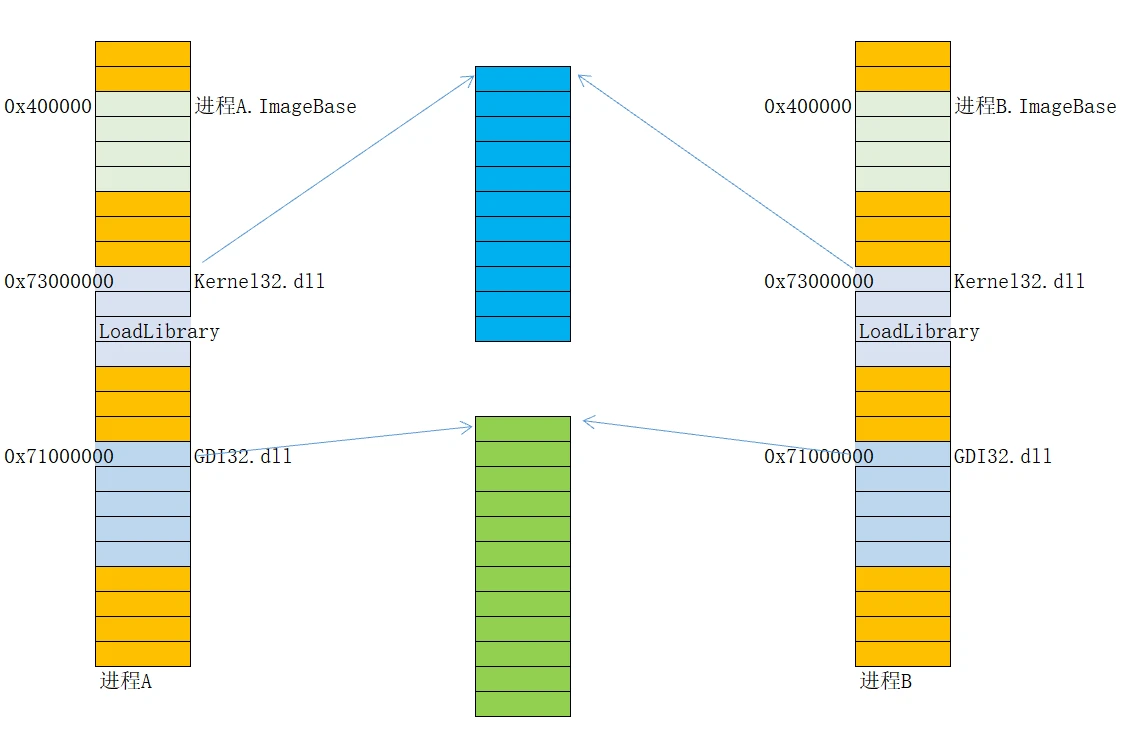 0x400000 进程A.ImageBase
0x400000 进程B.ImageBase
0x73000000 Kernel32.dll
0x73000000 Kernel32.dll
LoadLibrary
LoadLibrary
0x71000000 GDI32.dll
0x71000000 GDI32.dll
进程A
进程B